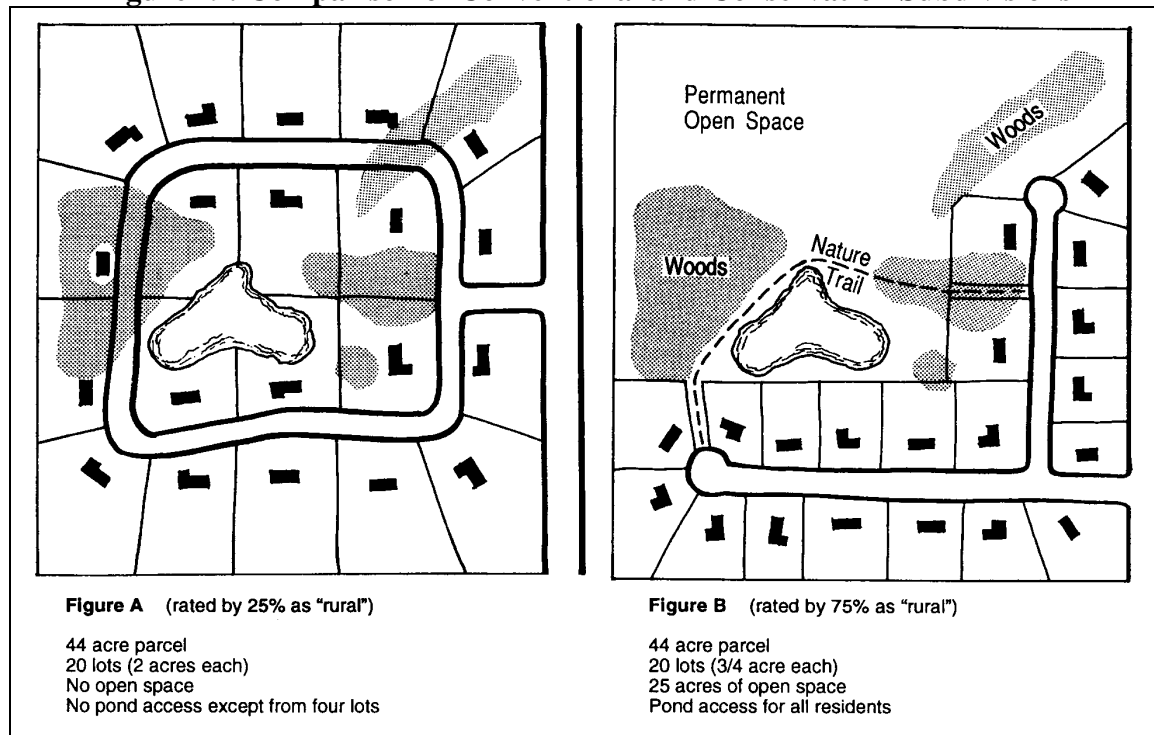 Permanent
Open Space
Woods
Woods
Nature
Trail
Figure A (rated by 25% as "rural")
44 acre parcel
20 lots (2 acres each)
No open space
No pond access except from four lots
Figure B (rated by 75% as "rural")
44 acre parcel
20 lots (3/4 acre each)
25 acres of open space
Pond access for all residents